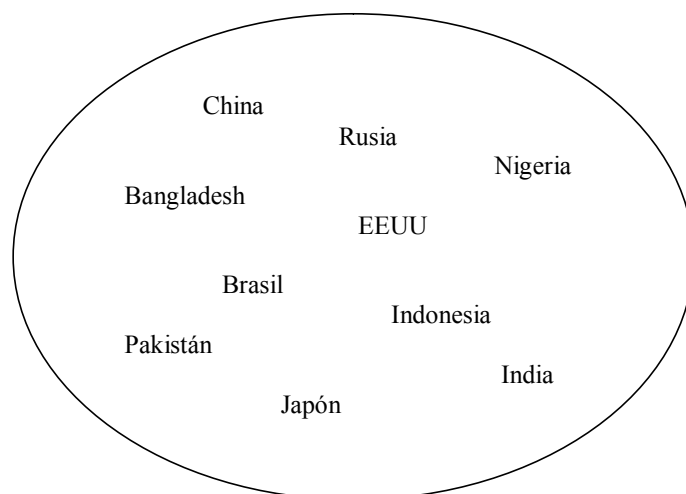 China
Rusia
Nigeria
Bangladesh
EEUU
Brasil
Indonesia
Pakistán
India
Japón